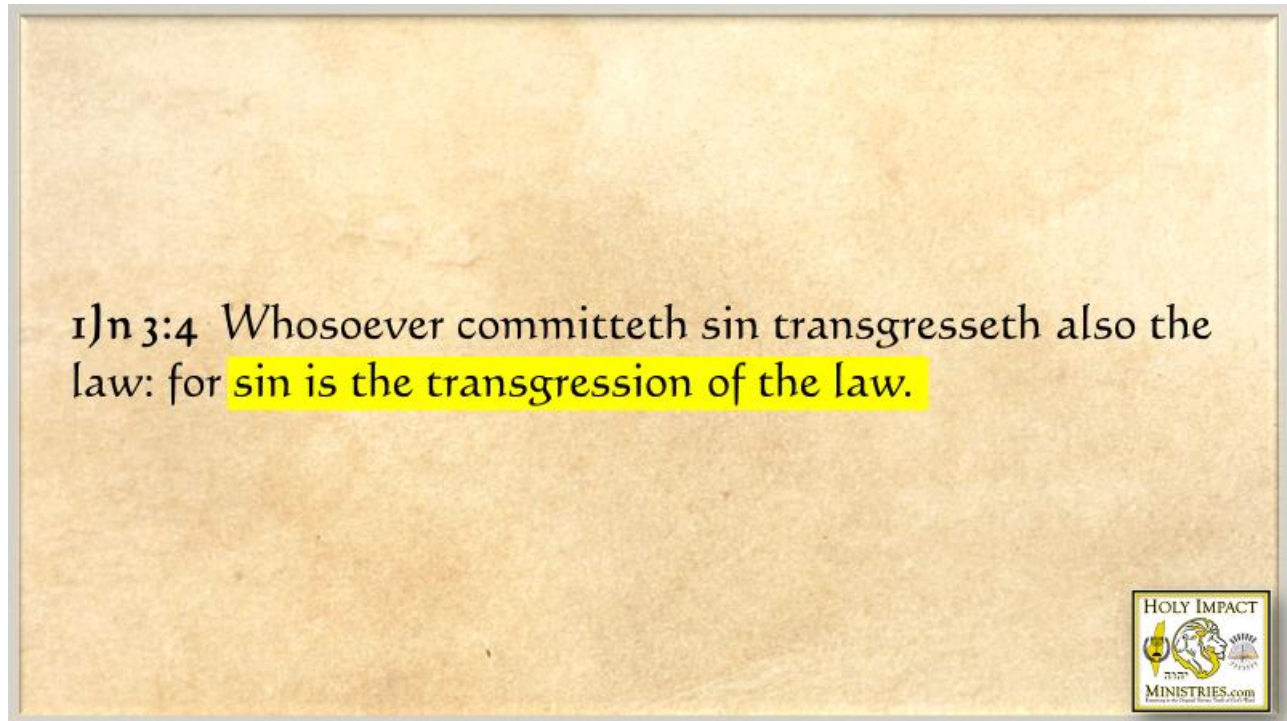 1Jn 3:4 Whosoever committeth sin transgresseth also the
law: for sin is the transgression of the law.
HOLY IMPACT
יהוה
MINISTRIES.com